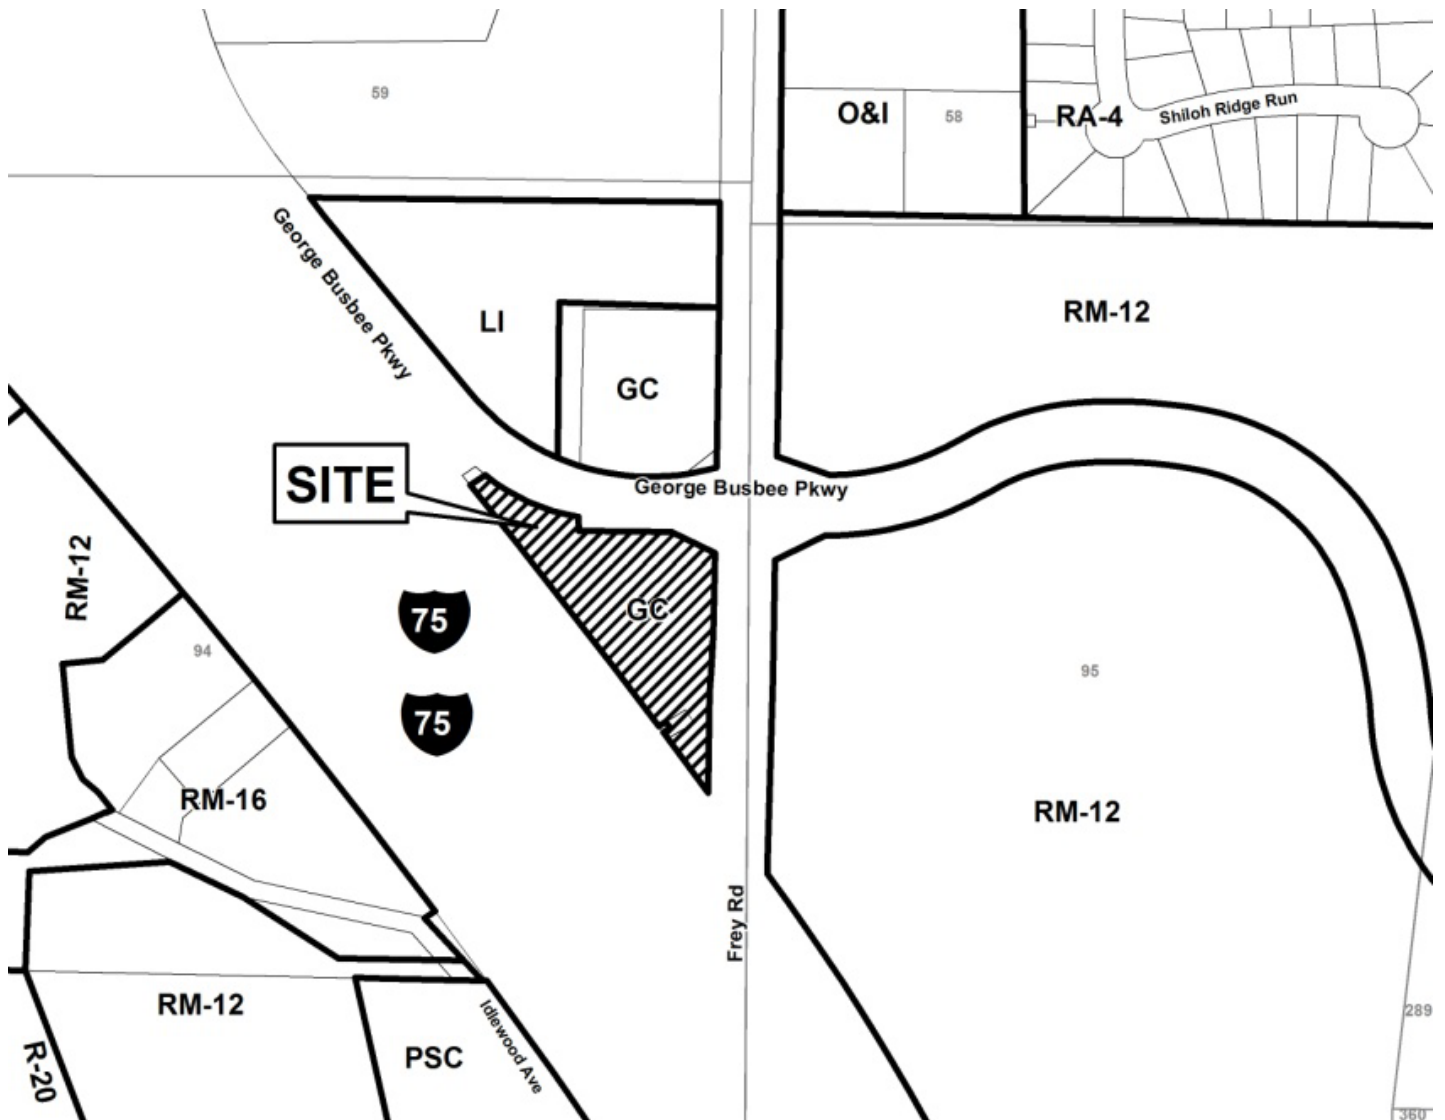 59
O&I
58
RA-4
Shiloh Ridge Run
George Busbee Pkwy
LI
RM-12
GC
SITE
George Busbee Pkwy
RM-12
75
GC
94
95
75
RM-16
RM-12
Frey Rd
RM-12
Idlewood Ave
289
R-20
PSC
360